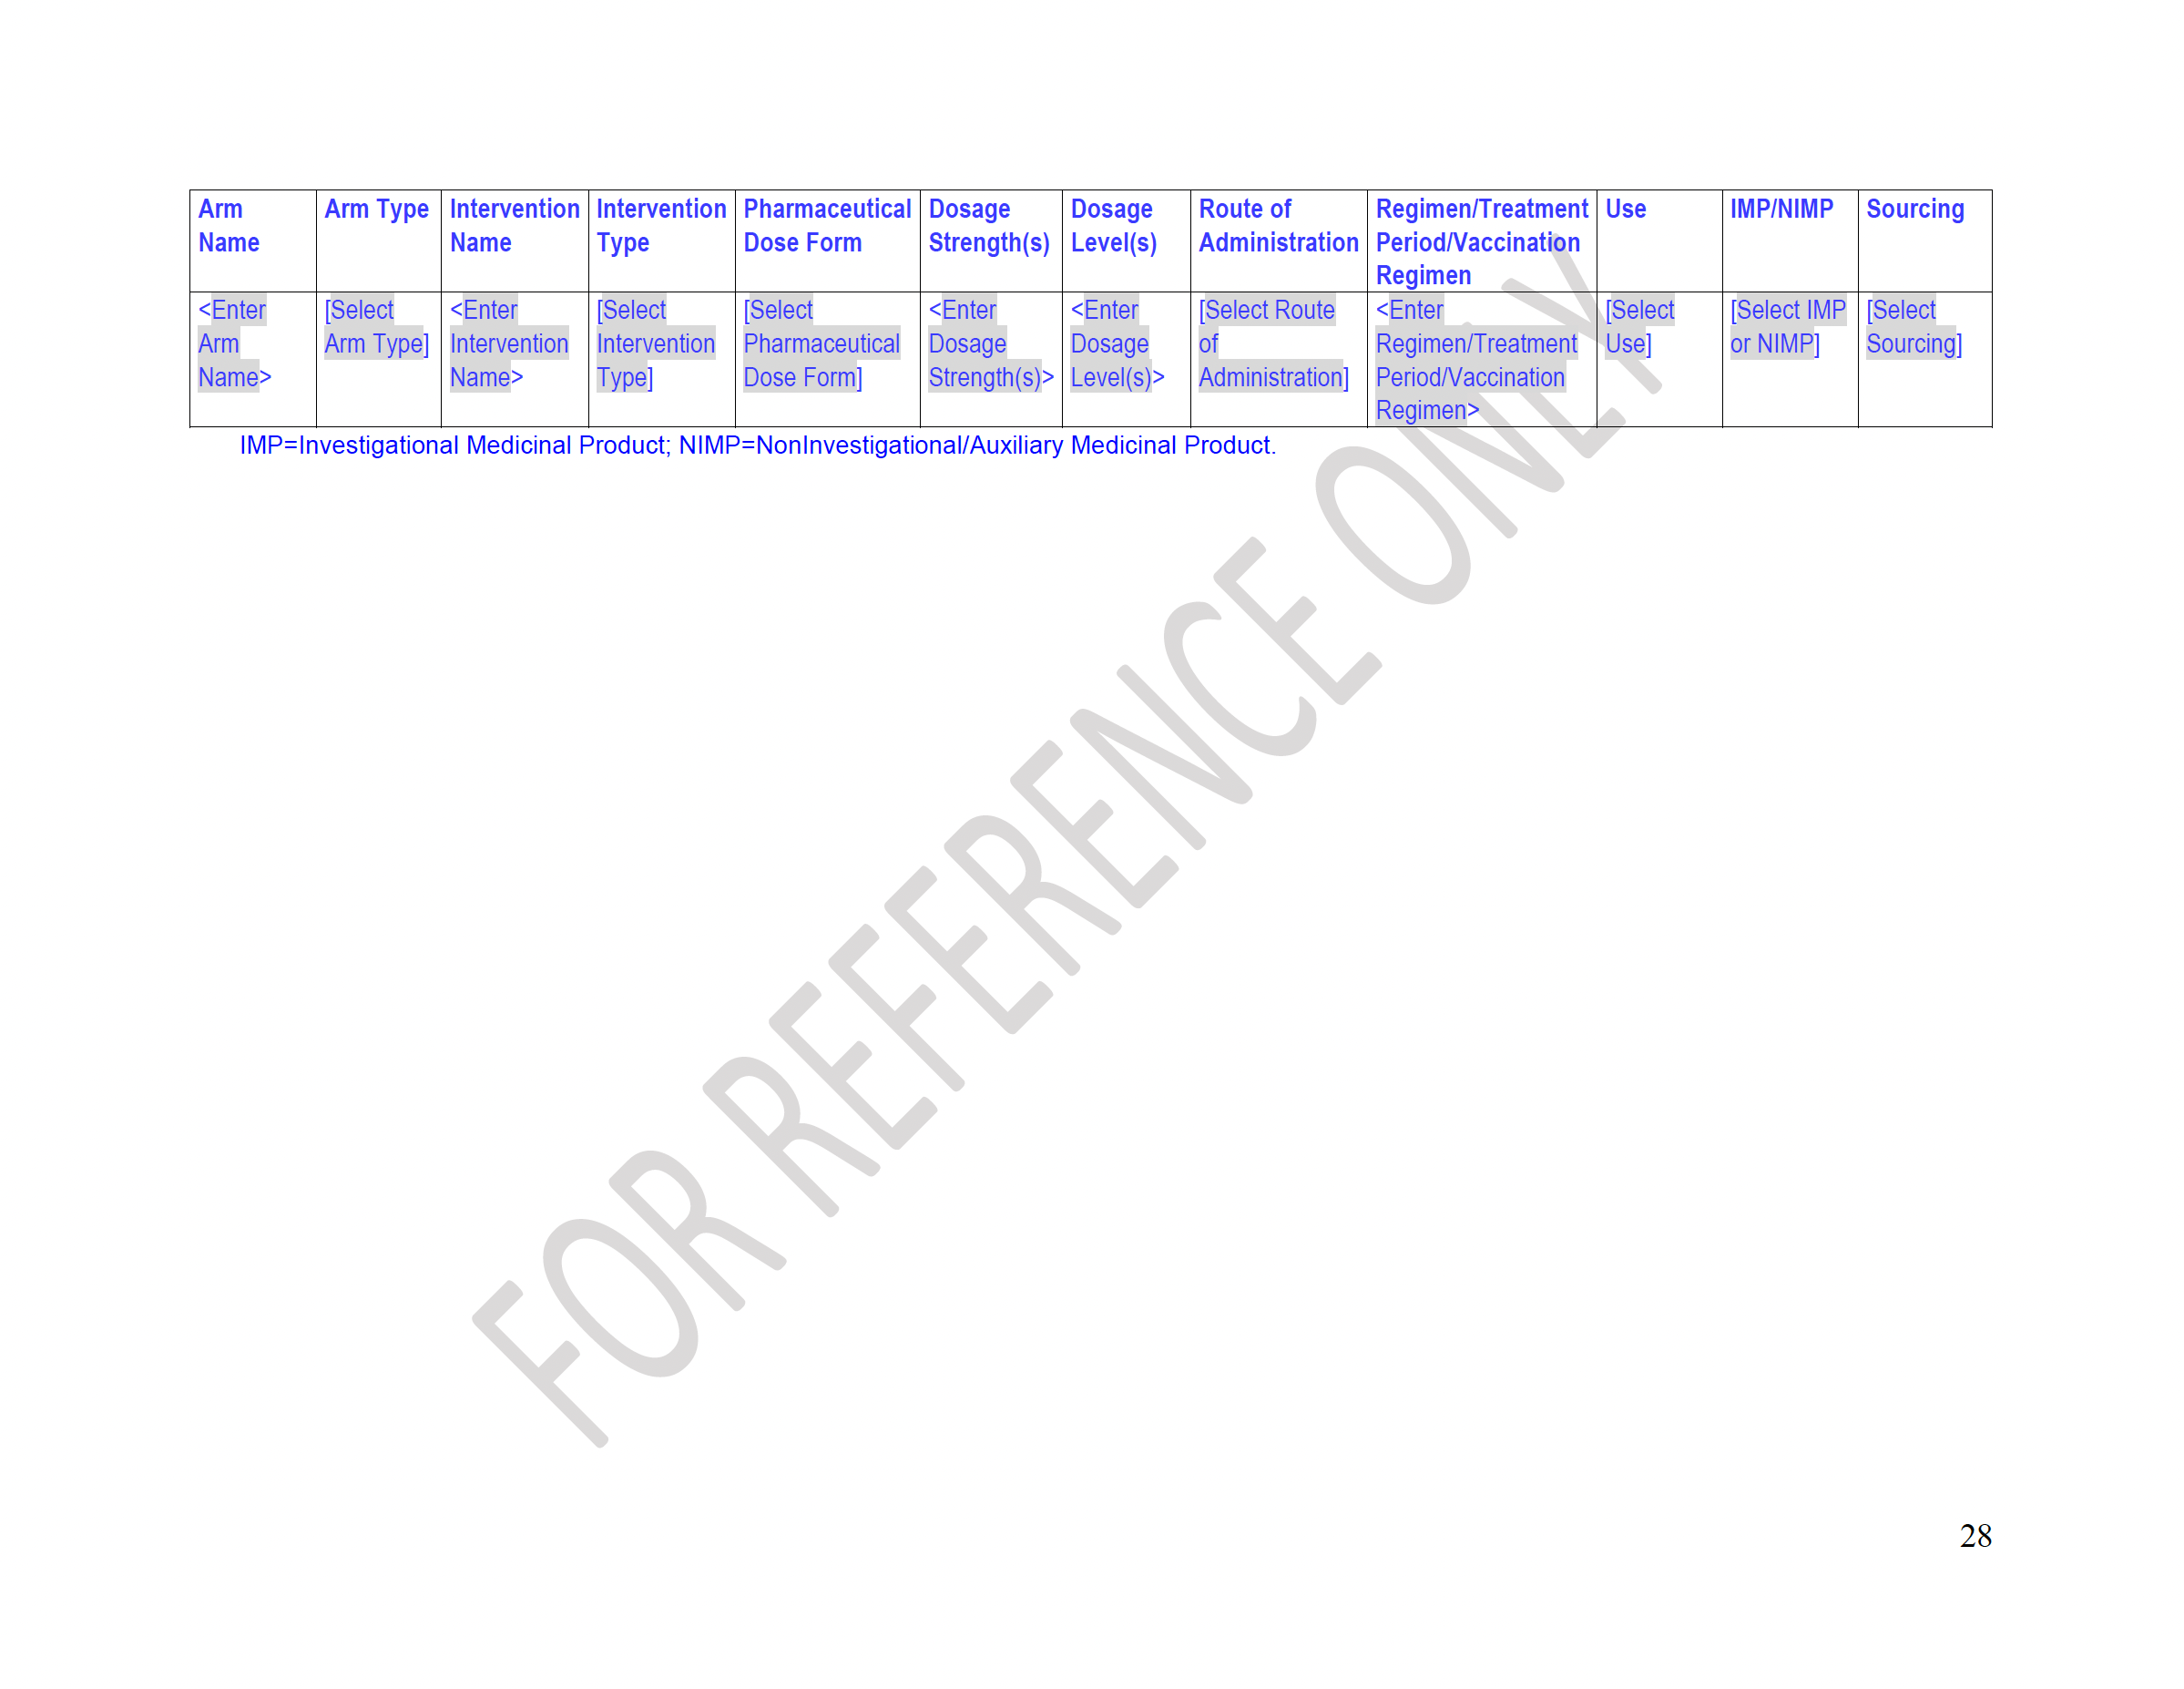 Arm Name | Arm Type | Intervention Name | Intervention Type | Pharmaceutical Dose Form | Dosage Strength(s) | Dosage Level(s) | Route of Administration | Regimen/Treatment Period/Vaccination Regimen | Use | IMP/NIMP | Sourcing
<Enter Arm Name> | [Select Arm Type] | <Enter Intervention Name> | [Select Intervention Type] | [Select Pharmaceutical Dose Form] | <Enter Dosage Strength(s)> | <Enter Dosage Level(s)> | [Select Route of Administration] | <Enter Regimen/Treatment Period/Vaccination Regimen> | [Select Use] | [Select IMP or NIMP] | [Select Sourcing]
IMP=Investigational Medicinal Product; NIMP=NonInvestigational/Auxiliary Medicinal Product.
FOR REFERENCE ONLY
28